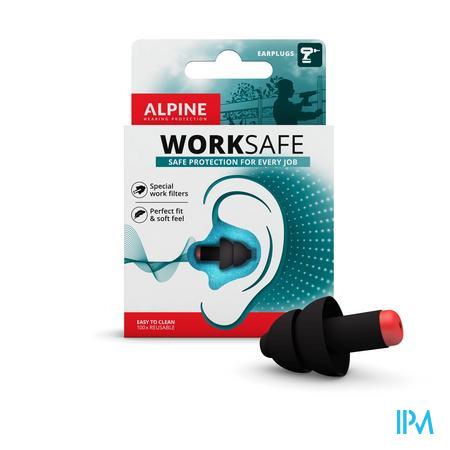 EARPLUGS
ALPINE
HEARING PROTECTION
WORKSAFE
SAFE PROTECTION FOR EVERY JOB
Special
work filters
Perfect fit
& soft feel
EASY TO CLEAN
100x REUSABLE
IPM